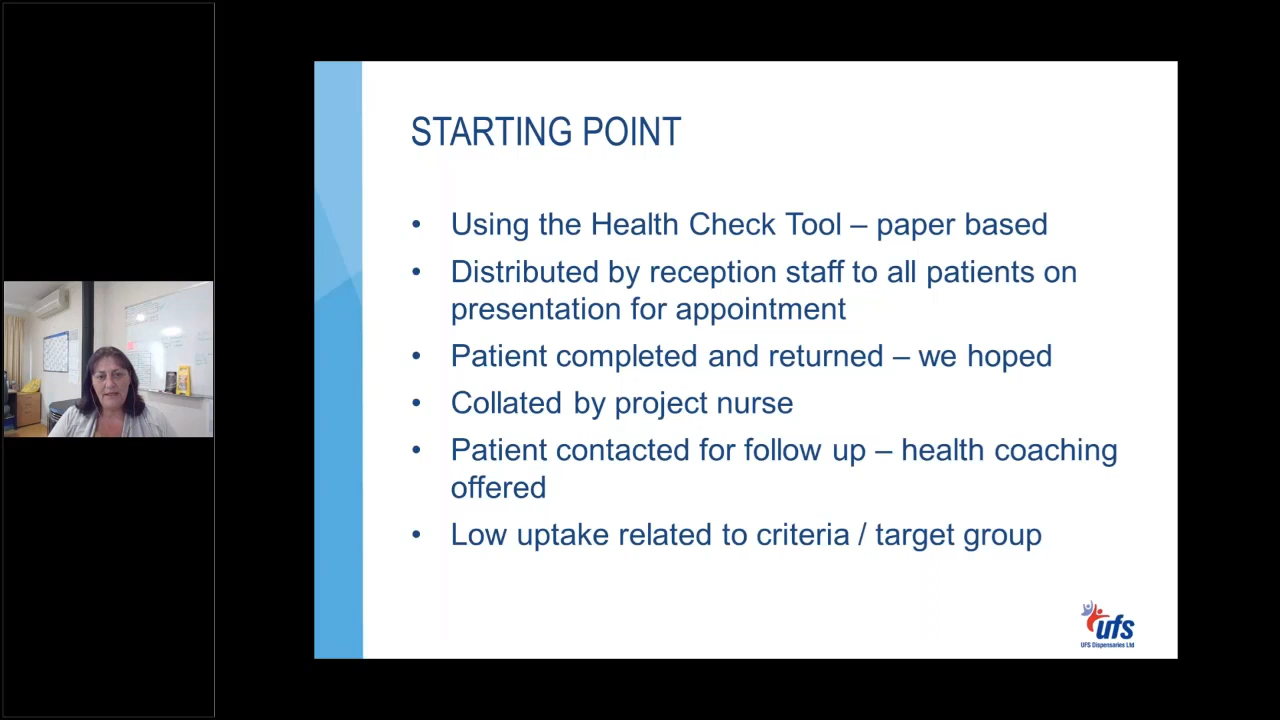 STARTING POINT
• Using the Health Check Tool – paper based
• Distributed by reception staff to all patients on
presentation for appointment
• Patient completed and returned – we hoped
• Collated by project nurse
• Patient contacted for follow up – health coaching
offered
• Low uptake related to criteria / target group
ufs
UFS Dispensaries Ltd